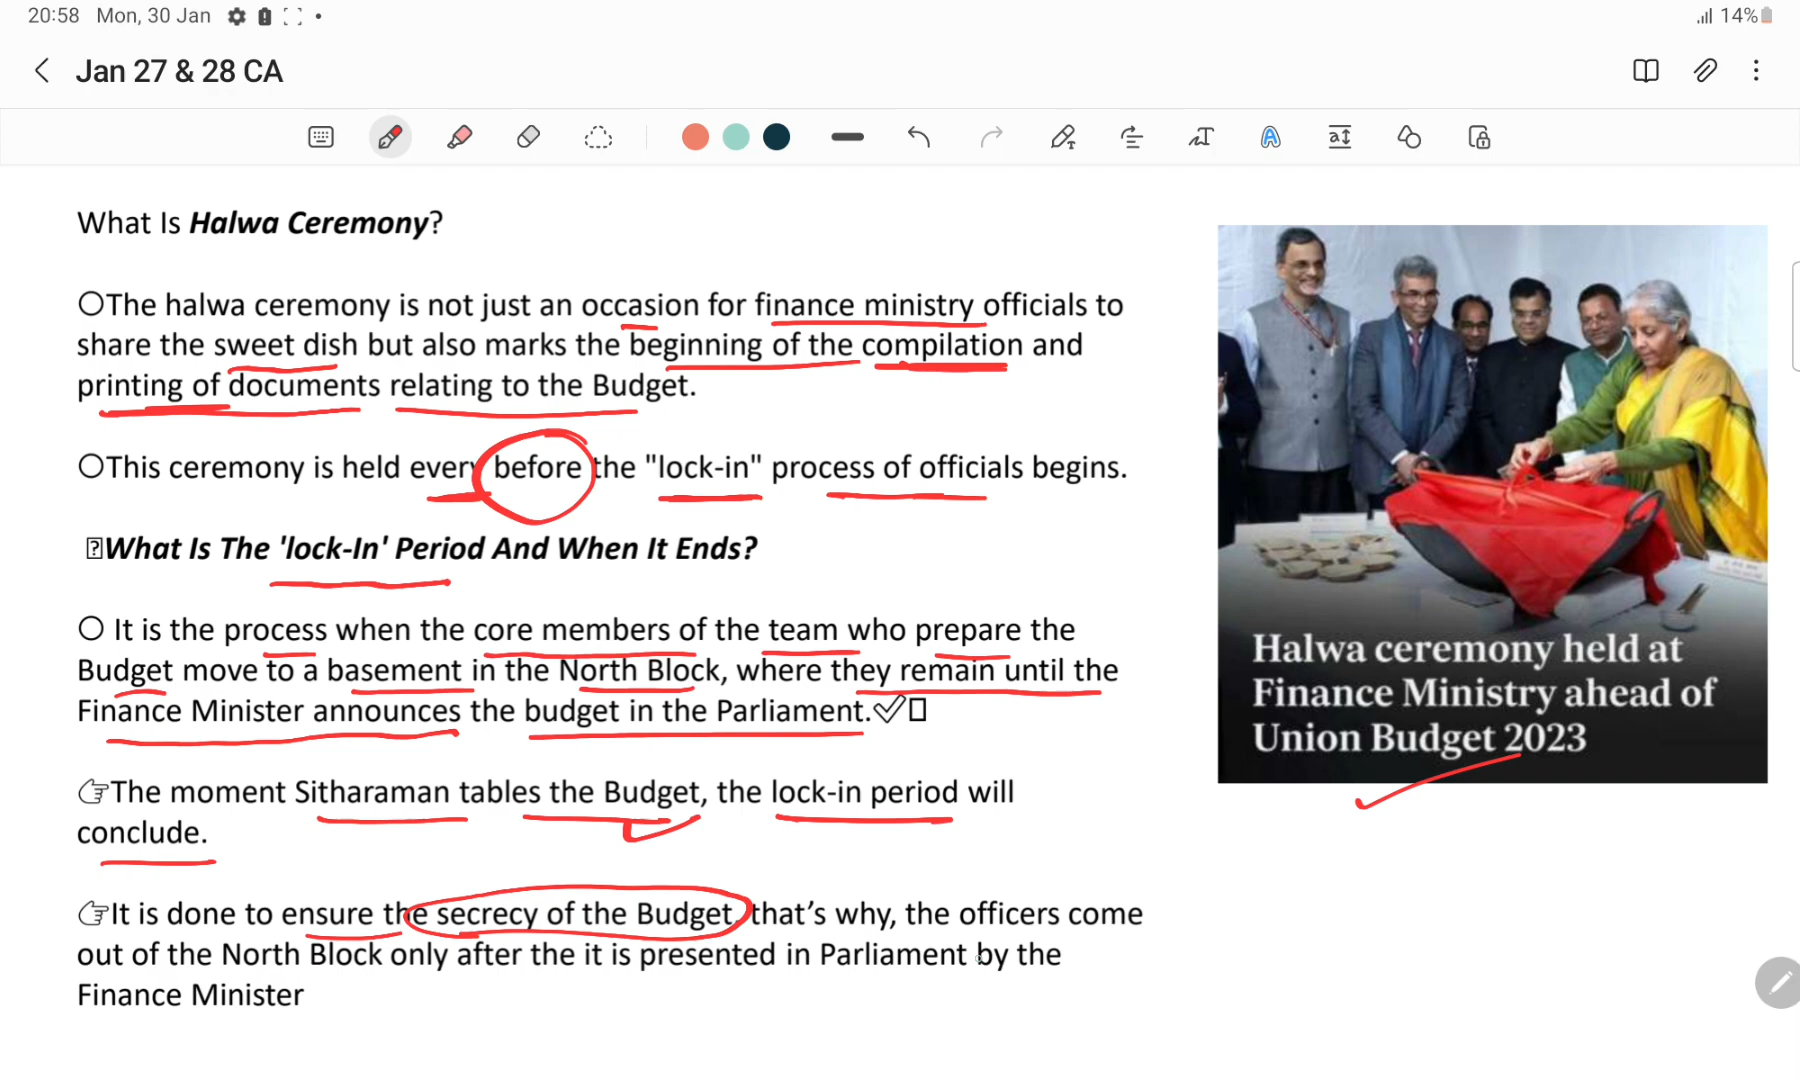 20:58 Mon, 30 Jan
14%
Jan 27 & 28 CA
What Is Halwa Ceremony?
○The halwa ceremony is not just an occasion for finance ministry officials to
share the sweet dish but also marks the beginning of the compilation and
printing of documents relating to the Budget.
○This ceremony is held every before the "lock-in" process of officials begins.
What Is The 'lock-In' Period And When It Ends?
○ It is the process when the core members of the team who prepare the
Budget move to a basement in the North Block, where they remain until the
Finance Minister announces the budget in the Parliament.
The moment Sitharaman tables the Budget, the lock-in period will
conclude.
It is done to ensure the secrecy of the Budget, that's why, the officers come
out of the North Block only after the it is presented in Parliament by the
Finance Minister
Halwa ceremony held at
Finance Ministry ahead of
Union Budget 2023